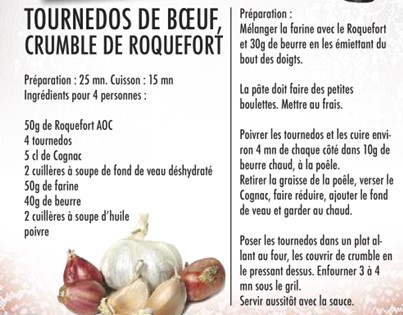 TOURNEDOS DE BŒUF,
CRUMBLE DE ROQUEFORT
Préparation : 25 mn. Cuisson : 15 mn
Ingrédients pour 4 personnes :
50g de Roquefort AOC
4 tournedos
5 cl de Cognac
2 cuillères à soupe de fond de veau déshydraté
50g de farine
40g de beurre
2 cuillères à soupe d'huile
poivre
Préparation :
Mélanger la farine avec le Roquefort
et 30g de beurre en les émiettant du
bout des doigts.
La pâte doit faire des petites
boulettes. Mettre au frais.
Poivrer les tournedos et les cuire envi-
ron 4 mn de chaque côté dans 10g de
beurre chaud, à la poêle.
Retirer la graisse de la poêle, verser le
Cognac, faire réduire, ajouter le fond
de veau et garder au chaud.
Poser les tournedos dans un plat al-
lant au four, les couvrir de crumble en
le pressant dessus. Enfourner 3 à 4
mn sous le gril.
Servir aussitôt avec la sauce.